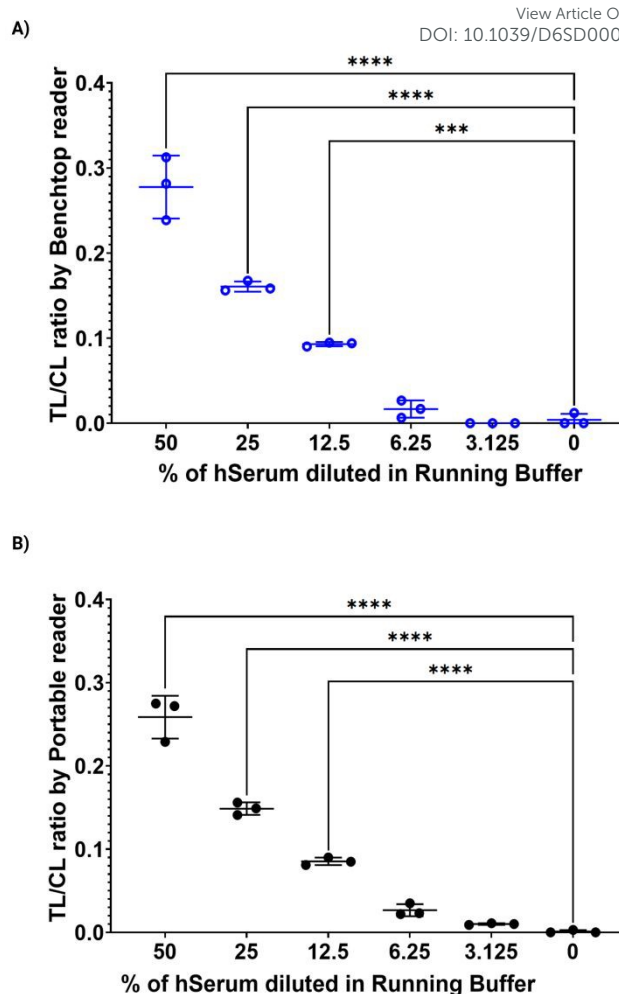 View Article O
DOI: 10.1039/D6SD000
A)
****
****
***
0.4
0.3
0.2
0.1
0.0
TL/CL ratio by Benchtop reader
50 25 12.5 6.25 3.125 0
% of hSerum diluted in Running Buffer
B)
****
****
****
0.4
0.3
0.2
0.1
0.0
TL/CL ratio by Portable reader
50 25 12.5 6.25 3.125 0
% of hSerum diluted in Running Buffer